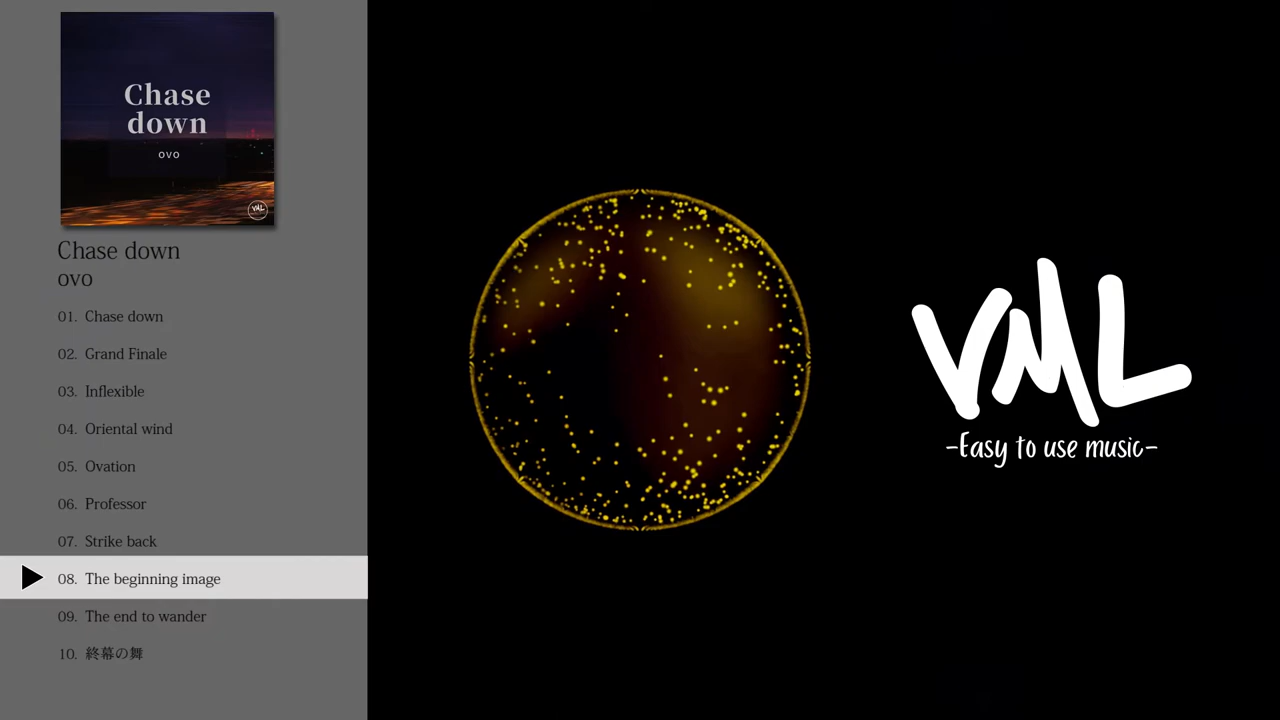 Chase
down
ovo
VML
Chase down
ovo
01. Chase down
02. Grand Finale
03. Inflexible
04. Oriental wind
05. Ovation
06. Professor
07. Strike back
08. The beginning image
09. The end to wander
10. 終幕の舞
VML
-Easy to use music-